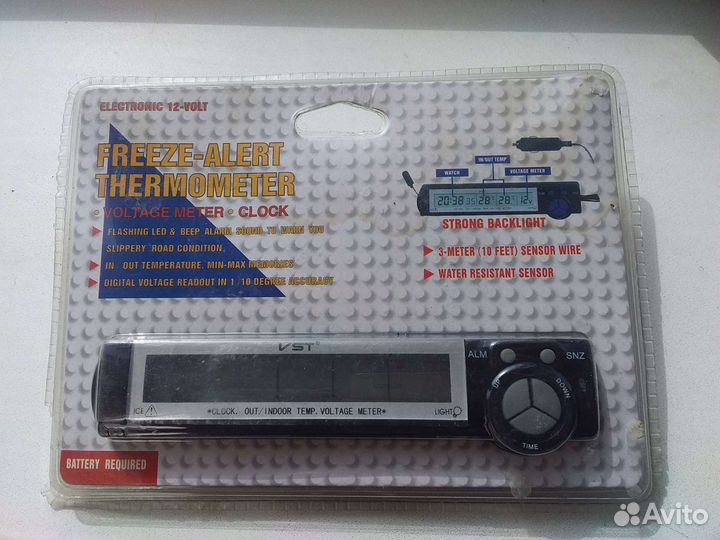 ELECTRONIC 12-VOLT
FREEZE-ALERT
THERMOMETER
• VOLTAGE METER • CLOCK
FLASHING LED & BEEP ALARM SOUND TO WARN YOU
SLIPPERY ROAD CONDITION.
IN OUT TEMPERATURE. MIN-MAX MEMORIES.
DIGITAL VOLTAGE READOUT IN 1 10 DEGREE ACCURACY
IN/OUT TEMP
WATCH
VOLTAGE METER
20:38
STRONG BACKLIGHT
3-METER (10 FEET) SENSOR WIRE
WATER RESISTANT SENSOR
VST
ALM
SNZ
UP
DOWN
TIME
ICE
*CLOCK. OUT/INDOOR TEMP. VOLTAGE METER*
LIGHT
BATTERY REQUIRED
Avito